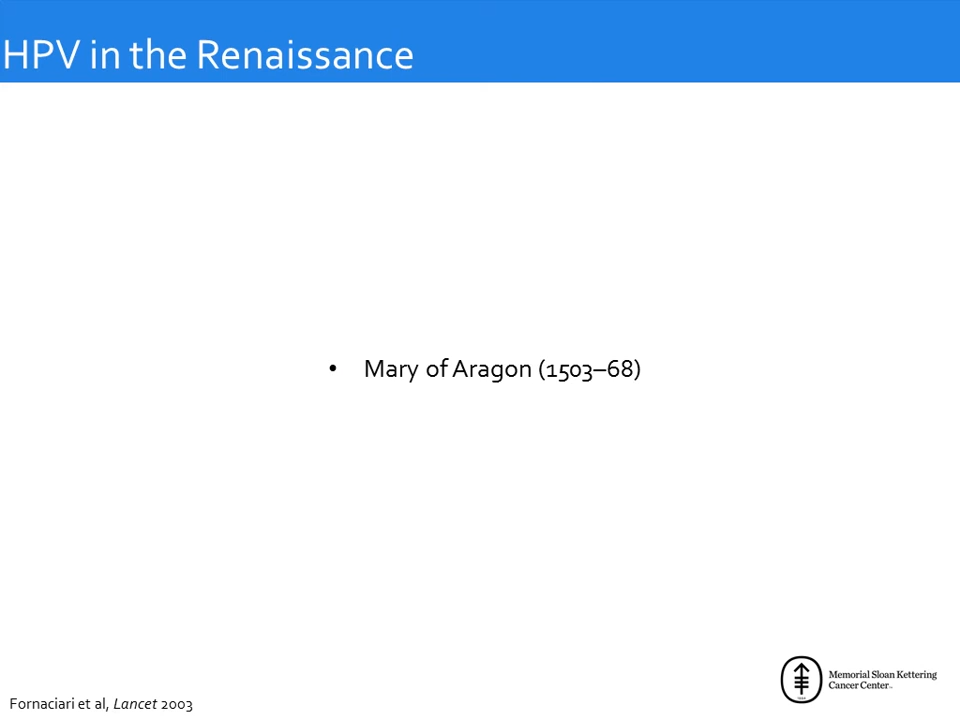 HPV in the Renaissance
• Mary of Aragon (1503–68)
Memorial Sloan Kettering
Cancer Center
Fornaciari et al, Lancet 2003